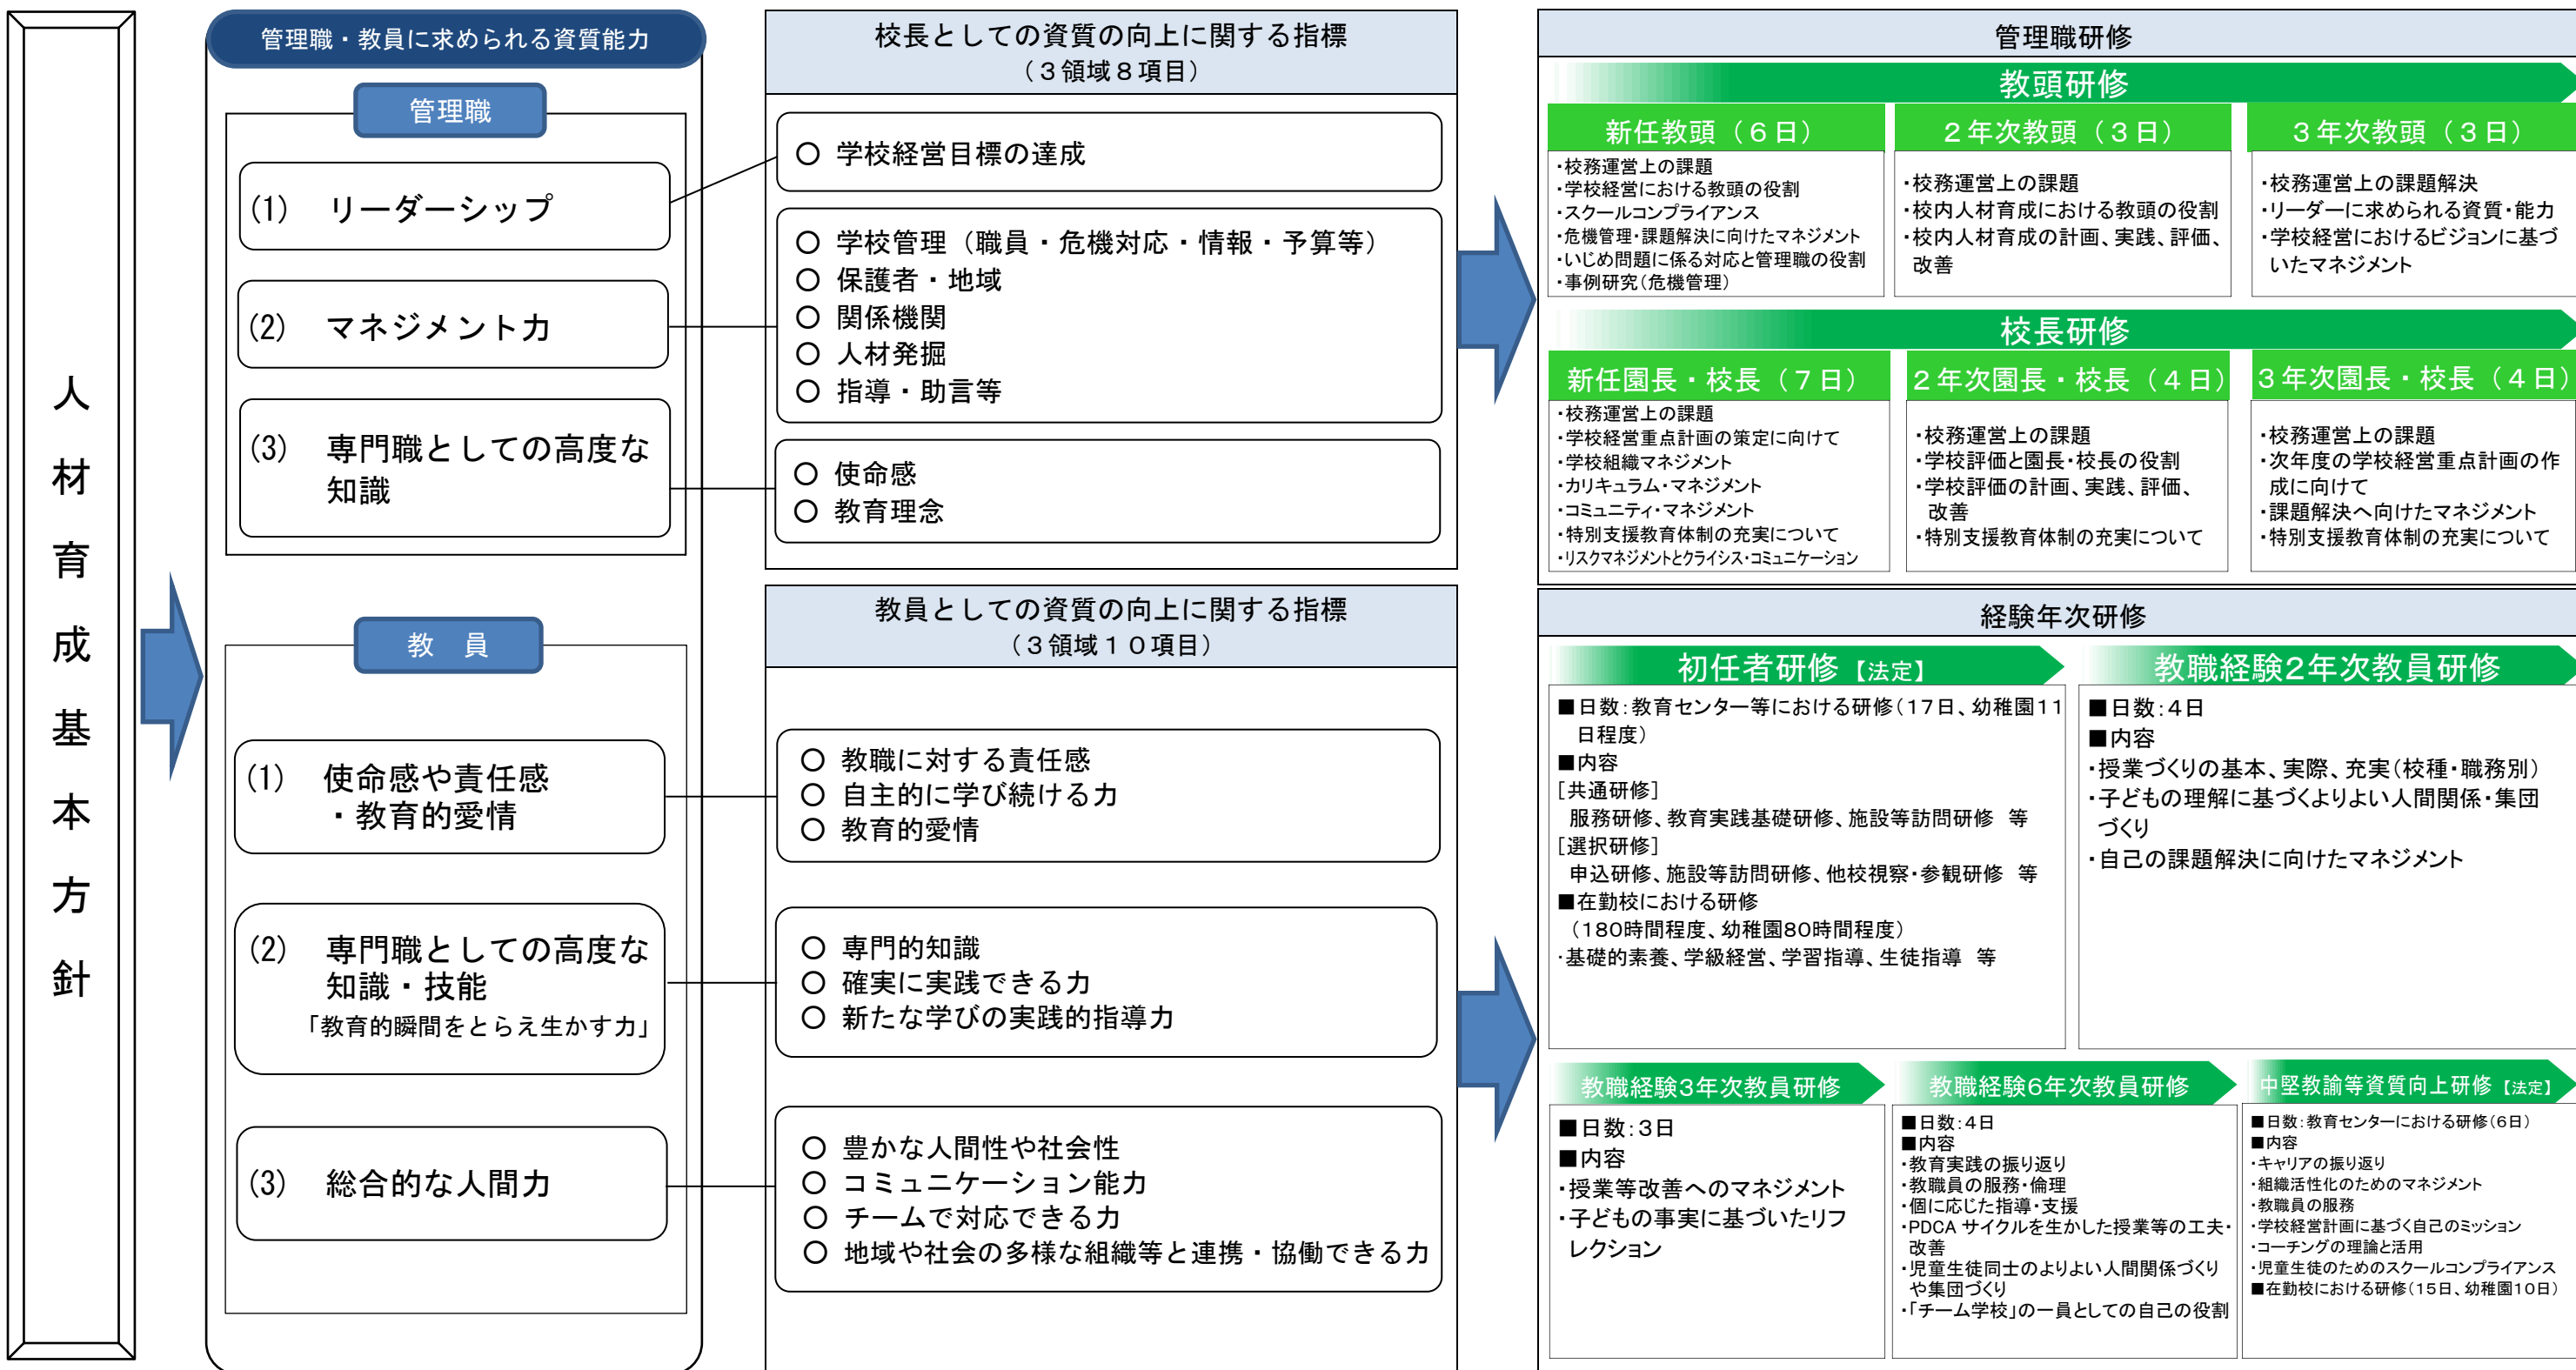 人材育成基本方針
管理職・教員に求められる資質能力
管理職
(1) リーダーシップ
(2) マネジメント力
(3) 専門職としての高度な
知識
教 員
(1) 使命感や責任感
・教育的愛情
(2) 専門職としての高度な
知識・技能
「教育的瞬間をとらえ生かす力」
(3) 総合的な人間力
校長としての資質の向上に関する指標
（３領域８項目）
○ 学校経営目標の達成
○ 学校管理（職員・危機対応・情報・予算等）
○ 保護者・地域
○ 関係機関
○ 人材発掘
○ 指導・助言等
○ 使命感
○ 教育理念
教員としての資質の向上に関する指標
（３領域１０項目）
○ 教職に対する責任感
○ 自主的に学び続ける力
○ 教育的愛情
○ 専門的知識
○ 確実に実践できる力
○ 新たな学びの実践的指導力
○ 豊かな人間性や社会性
○ コミュニケーション能力
○ チームで対応できる力
○ 地域や社会の多様な組織等と連携・協働できる力
管理職研修
教頭研修
新任教頭（６日）
・校務運営上の課題
・学校経営における教頭の役割
・スクールコンプライアンス
・危機管理・課題解決に向けたマネジメント
・いじめ問題に係る対応と管理職の役割
・事例研究（危機管理）
２年次教頭（３日）
・校務運営上の課題
・校内人材育成における教頭の役割
・校内人材育成の計画、実践、評価、
改善
３年次教頭（３日）
・校務運営上の課題解決
・リーダーに求められる資質・能力
・学校経営におけるビジョンに基づ
いたマネジメント
校長研修
新任園長・校長（７日）
・校務運営上の課題
・学校経営重点計画の策定に向けて
・学校組織マネジメント
・カリキュラム・マネジメント
・コミュニティ・マネジメント
・特別支援教育体制の充実について
・リスクマネジメントとクライシス・コミュニケーション
２年次園長・校長（４日）
・校務運営上の課題
・学校評価と園長・校長の役割
・学校評価の計画、実践、評価、
改善
・特別支援教育体制の充実について
３年次園長・校長（４日）
・校務運営上の課題
・次年度の学校経営重点計画の作
成に向けて
・課題解決へ向けたマネジメント
・特別支援教育体制の充実について
経験年次研修
初任者研修【法定】
■日数：教育センター等における研修（１７日、幼稚園１１
日程度）
■内容
［共通研修］
服務研修、教育実践基礎研修、施設等訪問研修 等
［選択研修］
申込研修、施設等訪問研修、他校視察・参観研修 等
■在勤校における研修
（１８０時間程度、幼稚園８０時間程度）
・基礎的素養、学級経営、学習指導、生徒指導 等
教職経験２年次教員研修
■日数：４日
■内容
・授業づくりの基本、実際、充実（校種・職務別）
・子どもの理解に基づくよりよい人間関係・集団
づくり
・自己の課題解決に向けたマネジメント
教職経験３年次教員研修
■日数：３日
■内容
・授業等改善へのマネジメント
・子どもの事実に基づいたリフ
レクション
教職経験６年次教員研修
■日数：４日
■内容
・教育実践の振り返り
・教職員の服務・倫理
・個に応じた指導・支援
・PDCA サイクルを生かした授業等の工夫・
改善
・児童生徒同士のよりよい人間関係づくり
や集団づくり
・「チーム学校」の一員としての自己の役割
中堅教諭等資質向上研修【法定】
■日数：教育センターにおける研修（６日）
■内容
・キャリアの振り返り
・組織活性化のためのマネジメント
・教職員の服務
・学校経営計画に基づく自己のミッション
・コーチングの理論と活用
・児童生徒のためのスクールコンプライアンス
■在勤校における研修（１５日、幼稚園１０日）